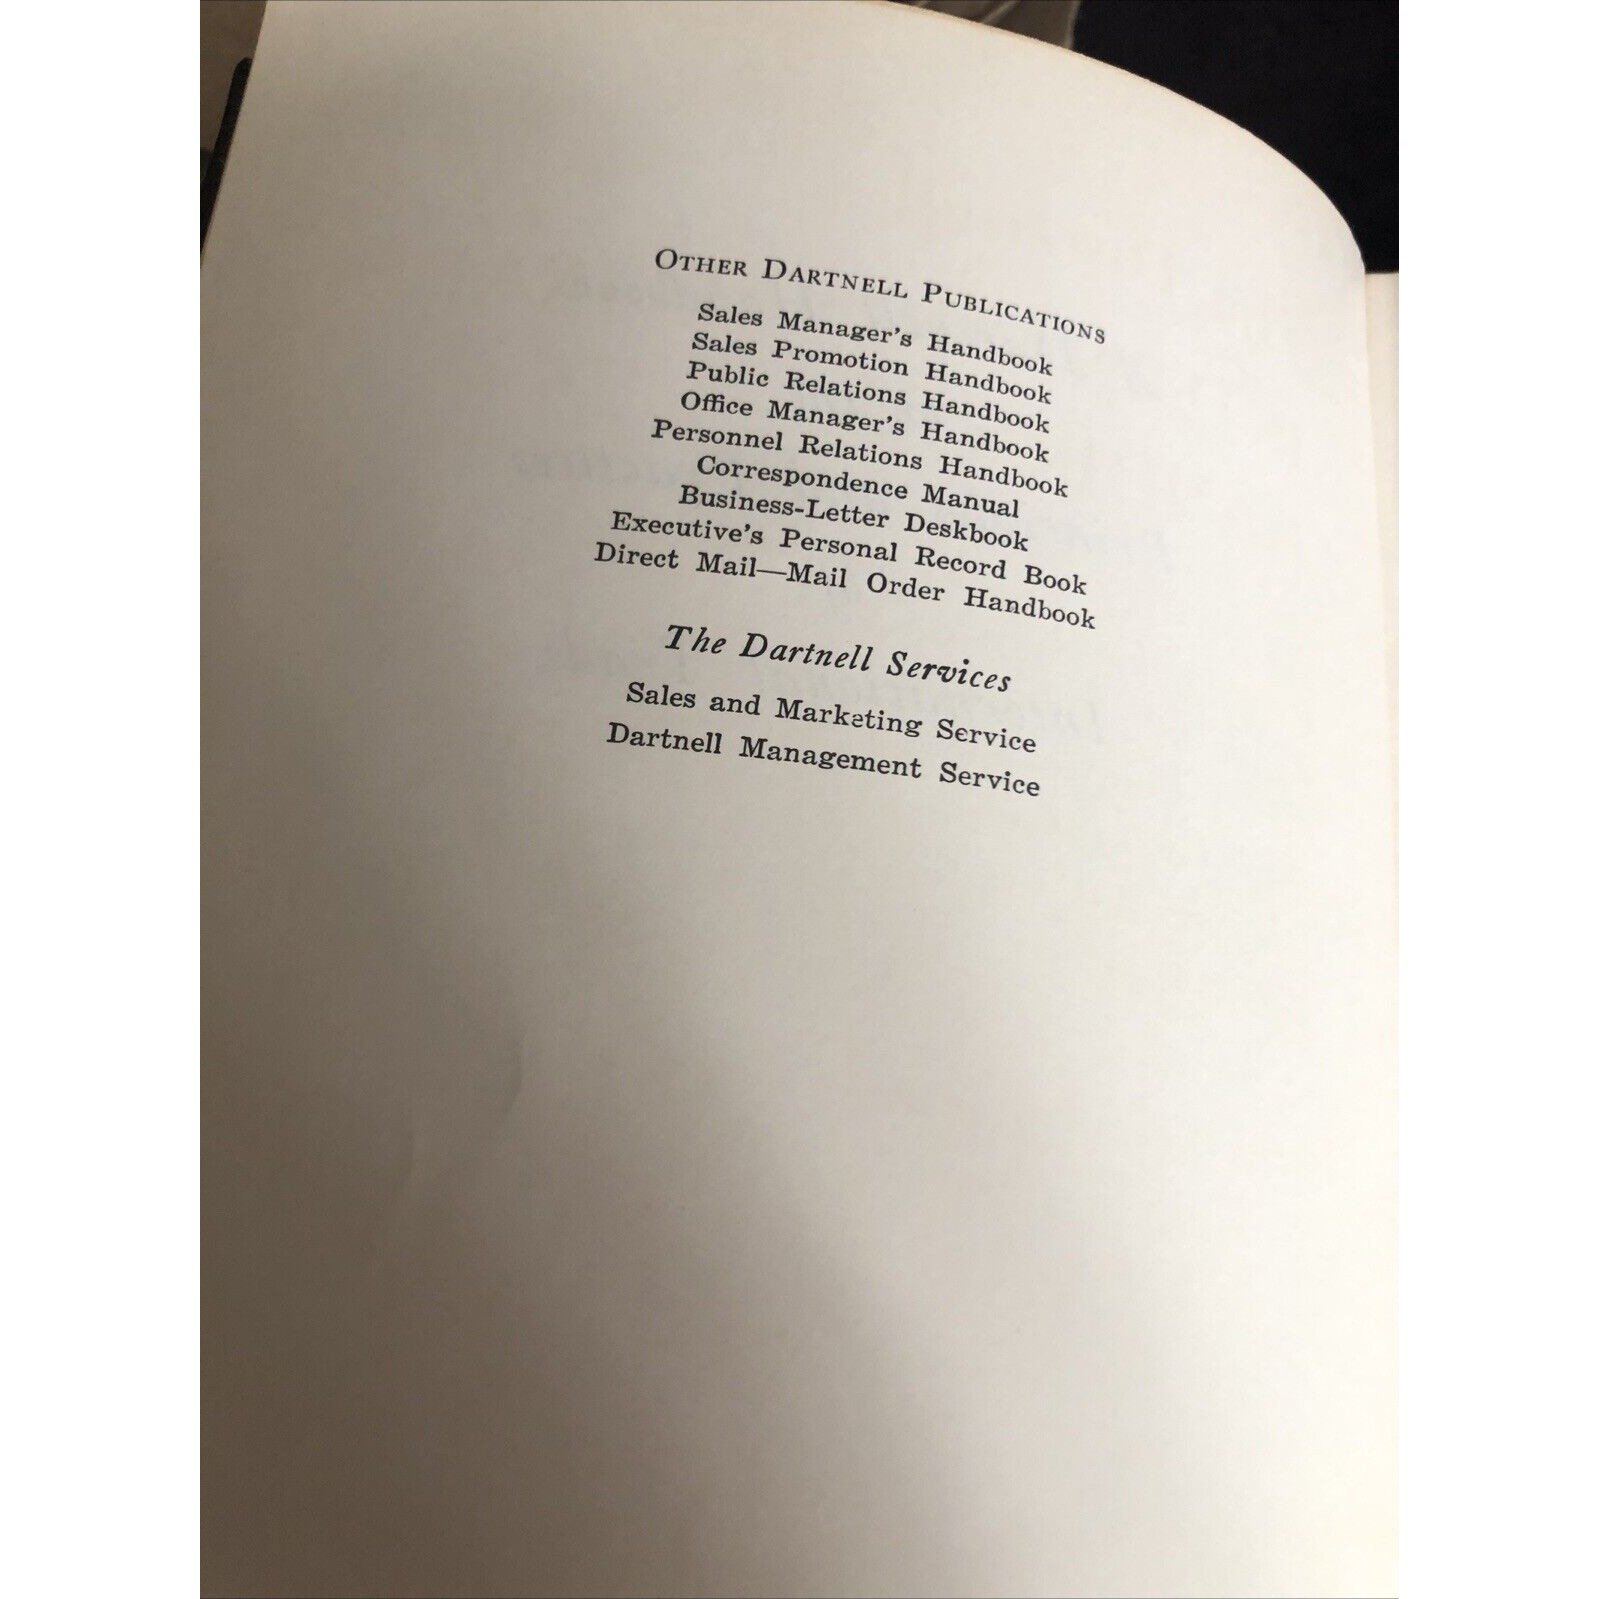 OTHER DARTNELL PUBLICATIONS
Sales Manager's Handbook
Sales Promotion Handbook
Public Relations Handbook
Office Manager's Handbook
Personnel Relations Handbook
Correspondence Manual
Business-Letter Deskbook
Executive's Personal Record Book
Direct Mail—Mail Order Handbook
The Dartnell Services
Sales and Marketing Service
Dartnell Management Service